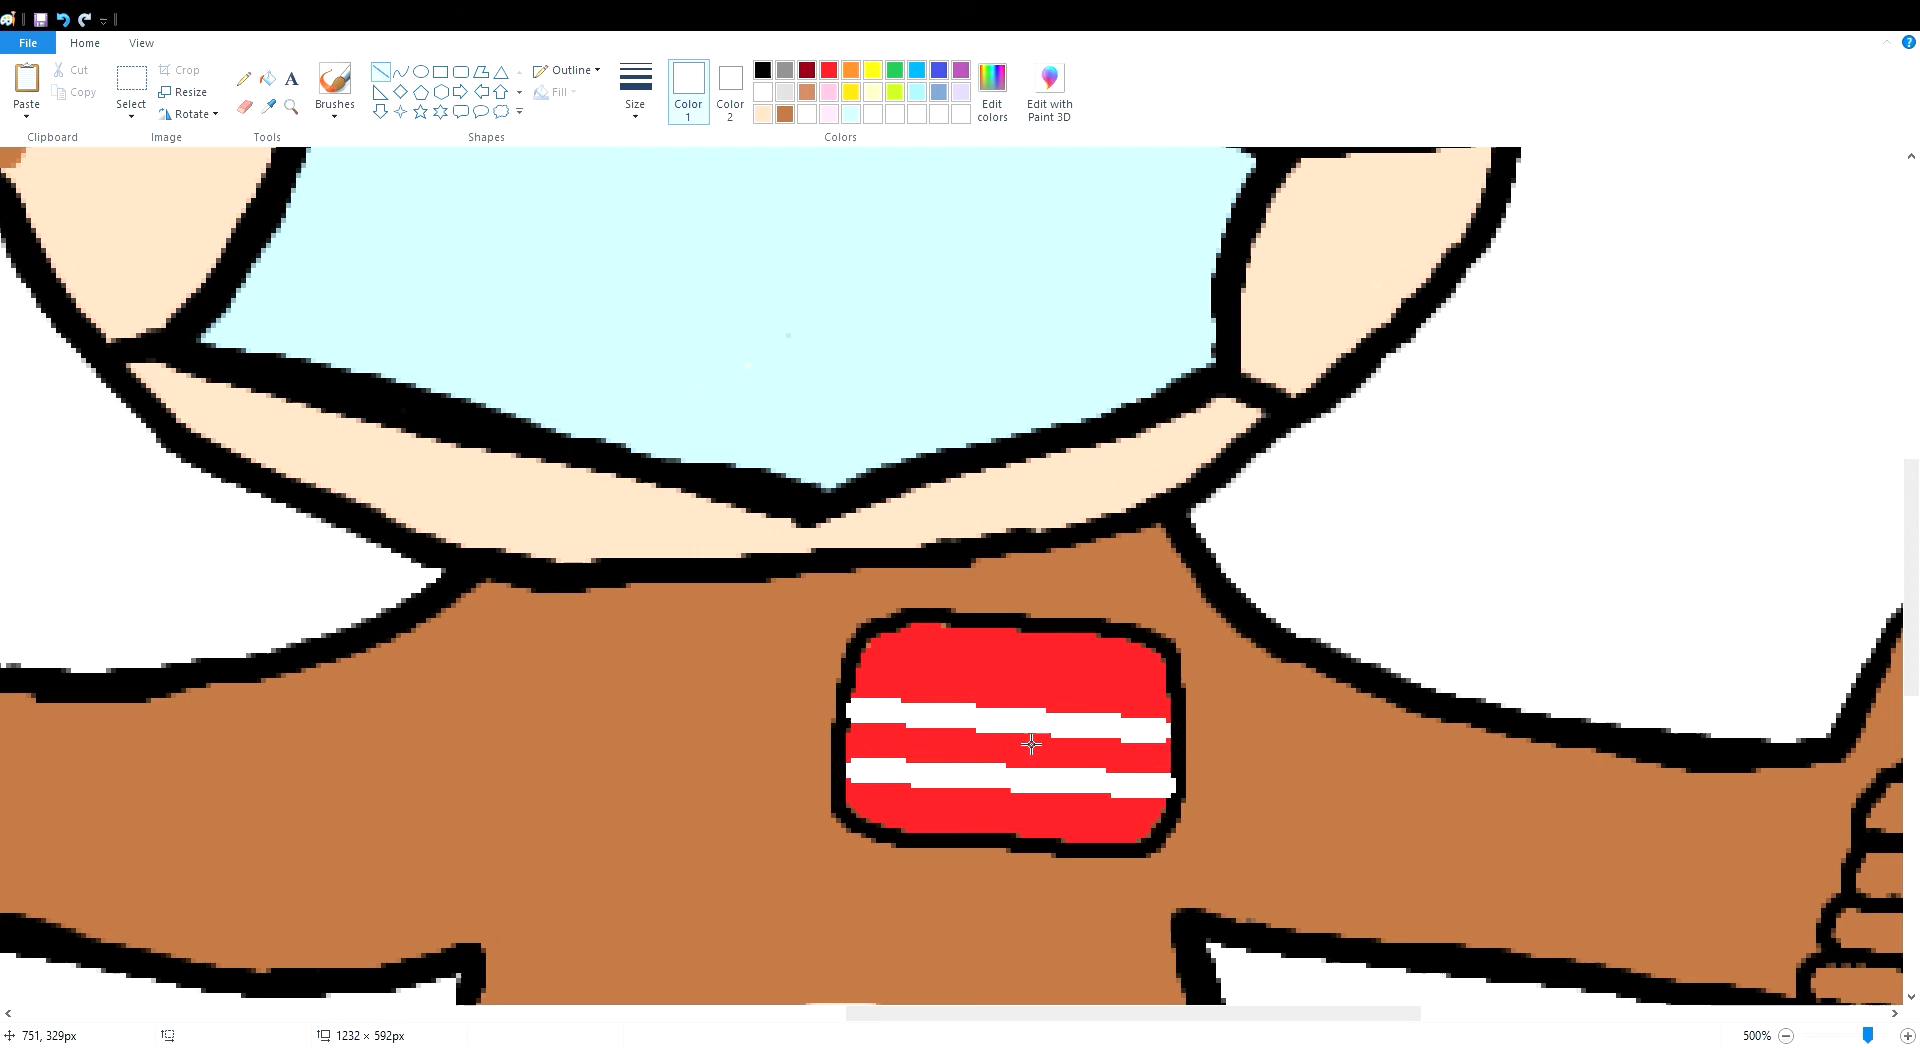 File Home View
Paste
Cut
Copy
Clipboard
Select
Crop
Resize
Rotate
Image
A
Tools
Brushes
Outline
Fill
Shapes
Size
Color
1
Color
2
Edit
colors
Edit with
Paint 3D
Colors
?
751, 329px
1232 × 592px
500%